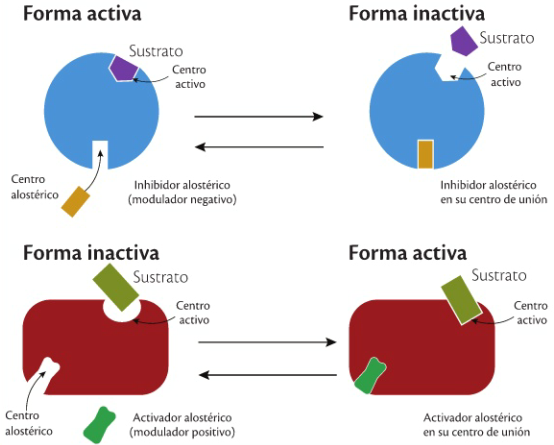 Forma activa
Forma inactiva
Sustrato
Centro
activo
Sustrato
Centro
activo
Centro
alostérico
Inhibidor alostérico
(modulador negativo)
Inhibidor alostérico
en su centro de unión
Forma inactiva
Forma activa
Sustrato
Centro
activo
Sustrato
Centro
activo
Centro
alostérico
Activador alostérico
(modulador positivo)
Activador alostérico
en su centro de unión